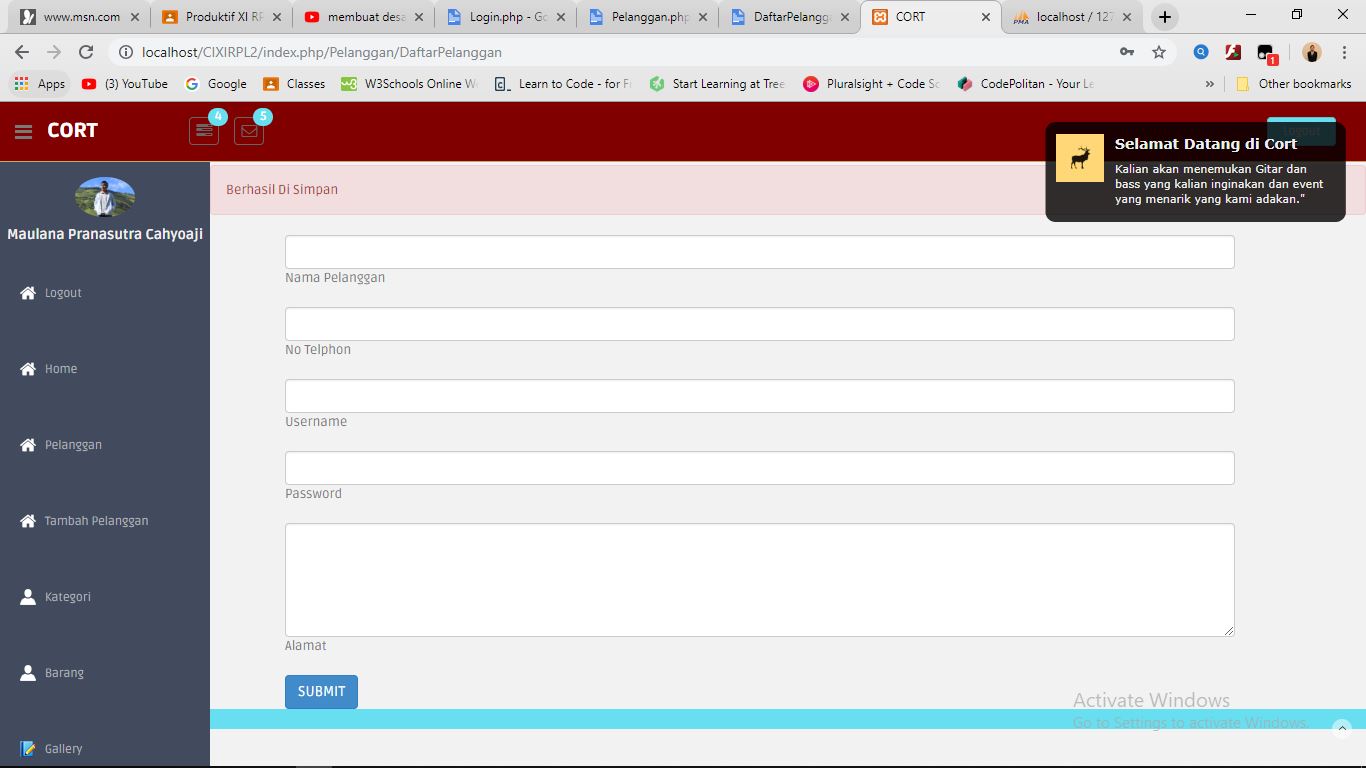 www.msn.com
Produktif XI RP
membuat desa
Login.php - Go
Pelanggan.php
DaftarPelangg
CORT
localhost / 127
localhost/CIXIRPL2/index.php/Pelanggan/DaftarPelanggan
1
Apps
(3) YouTube
Google
Classes
W3Schools Online W
Learn to Code - for F
Start Learning at Tree
Pluralsight + Code Sc
CodePolitan - Your Le
»
Other bookmarks
CORT
4
5
Logout
Selamat Datang di Cort
Kalian akan menemukan Gitar dan
bass yang kalian inginakan dan event
yang menarik yang kami adakan."
Maulana Pranasutra Cahyoaji
Logout
Home
Pelanggan
Tambah Pelanggan
Kategori
Barang
Gallery
Berhasil Di Simpan
Nama Pelanggan
No Telphon
Username
Password
Alamat
SUBMIT
Activate Windows
Go to Settings to activate Windows.